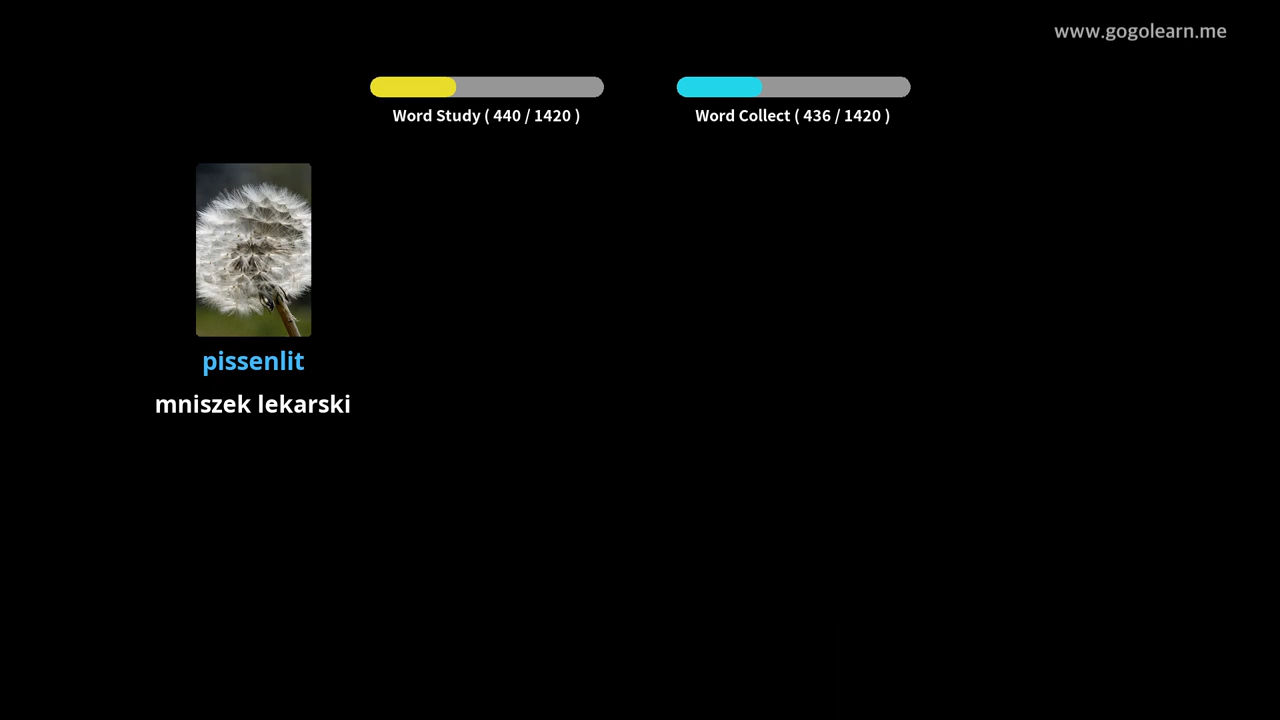 www.gogolearn.me
Word Study ( 440 / 1420 )
Word Collect ( 436 / 1420 )
pissenlit
mniszek lekarski